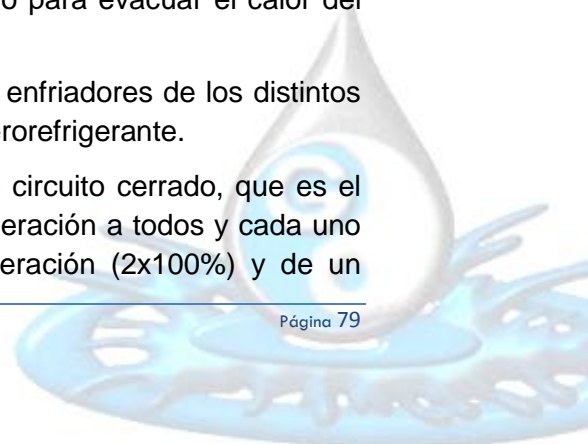 o para evacuar el calor del
enfriadores de los distintos
erorefrigerante.
circuito cerrado, que es el
eración a todos y cada uno
eración (2x100%) y de un
Página 79